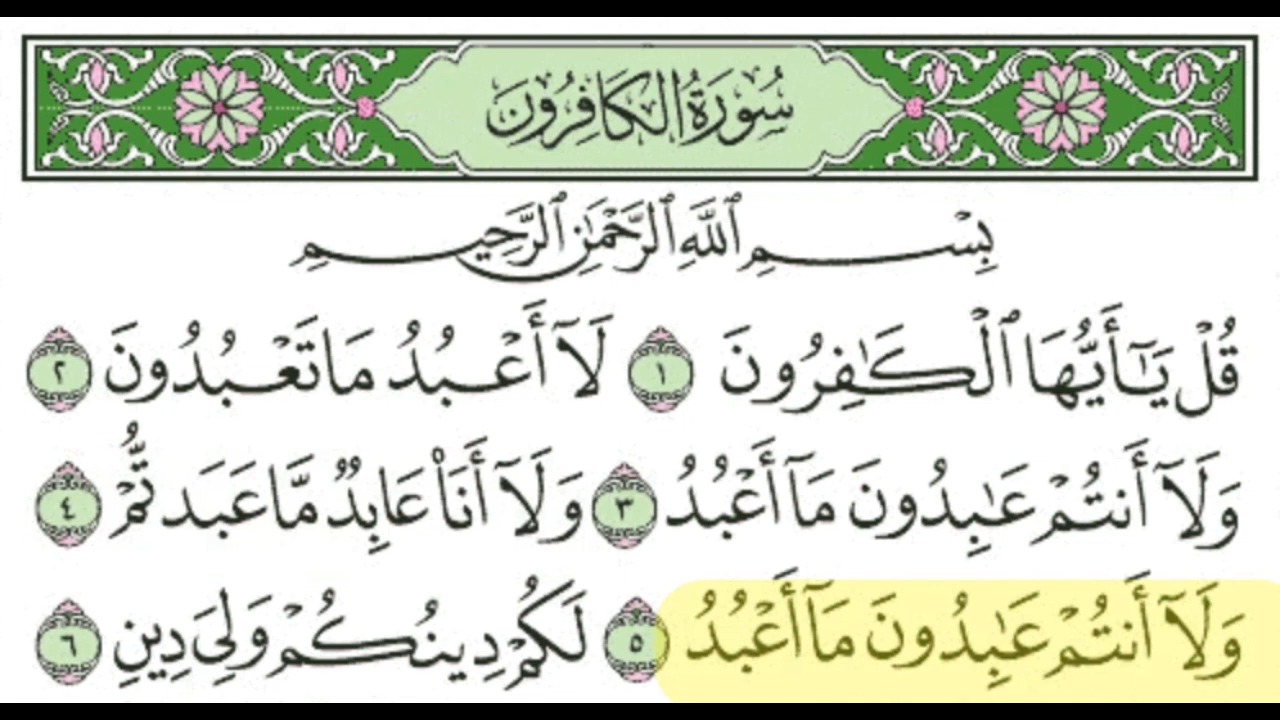 سُورَةُ الكَافِرُونَ
بِسْمِ ٱللَّهِ ٱلرَّحْمَٰنِ ٱلرَّحِيمِ
قُلْ يَٰٓأَيُّهَا ٱلْكَٰفِرُونَ ١ لَآ أَعْبُدُ مَا تَعْبُدُونَ ٢
وَلَآ أَنتُمْ عَٰبِدُونَ مَآ أَعْبُدُ ٣ وَلَآ أَنَا۠ عَابِدٌ مَّا عَبَدتُّمْ ٤
وَلَآ أَنتُمْ عَٰبِدُونَ مَآ أَعْبُدُ ٥ لَكُمْ دِينُكُمْ وَلِىَ دِينِ ٦